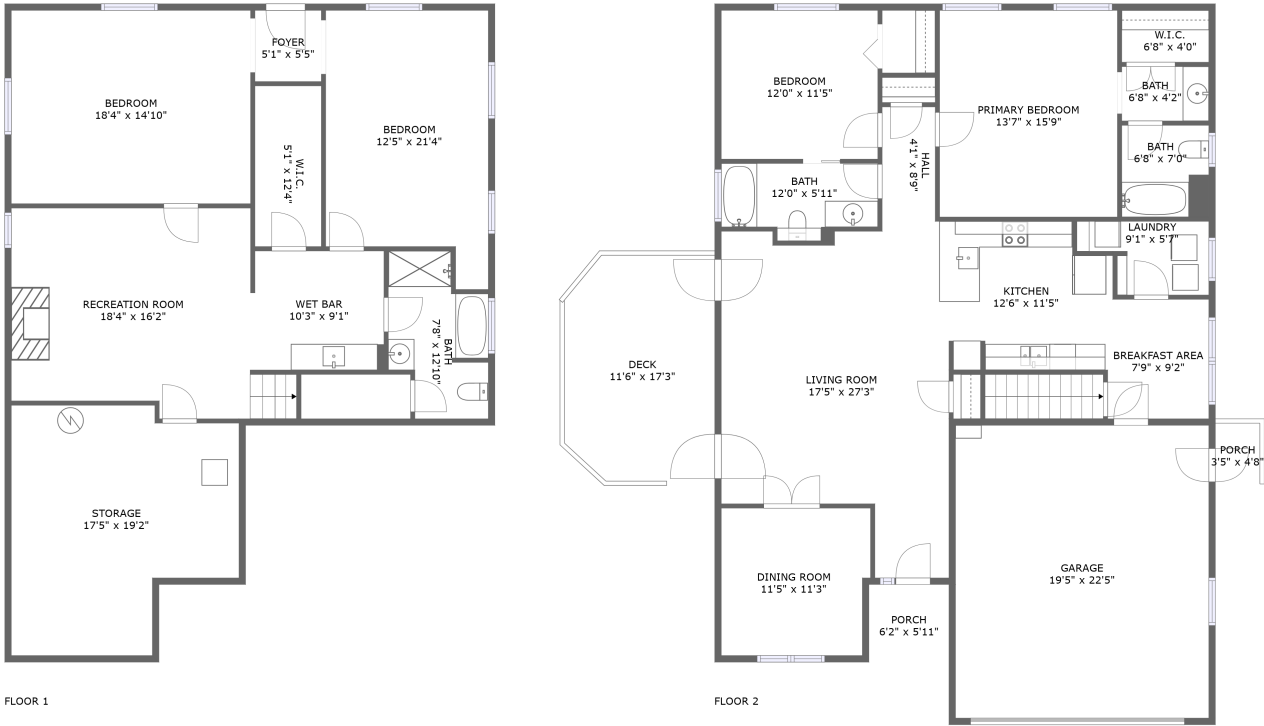 FOYER
5'1" x 5'5"
BEDROOM
18'4" x 14'10"
BEDROOM
12'5" x 21'4"
W.I.C.
5'1" x 12'4"
RECREATION ROOM
18'4" x 16'2"
WET BAR
10'3" x 9'1"
BATH
7'8" x 12'10"
STORAGE
17'5" x 19'2"
FLOOR 1
BEDROOM
12'0" x 11'5"
PRIMARY BEDROOM
13'7" x 15'9"
W.I.C.
6'8" x 4'0"
BATH
6'8" x 4'2"
BATH
6'8" x 7'0"
HALL
4'1" x 8'9"
BATH
12'0" x 5'11"
LAUNDRY
9'1" x 5'7"
KITCHEN
12'6" x 11'5"
BREAKFAST AREA
7'9" x 9'2"
DECK
11'6" x 17'3"
LIVING ROOM
17'5" x 27'3"
PORCH
3'5" x 4'8"
DINING ROOM
11'5" x 11'3"
GARAGE
19'5" x 22'5"
PORCH
6'2" x 5'11"
FLOOR 2